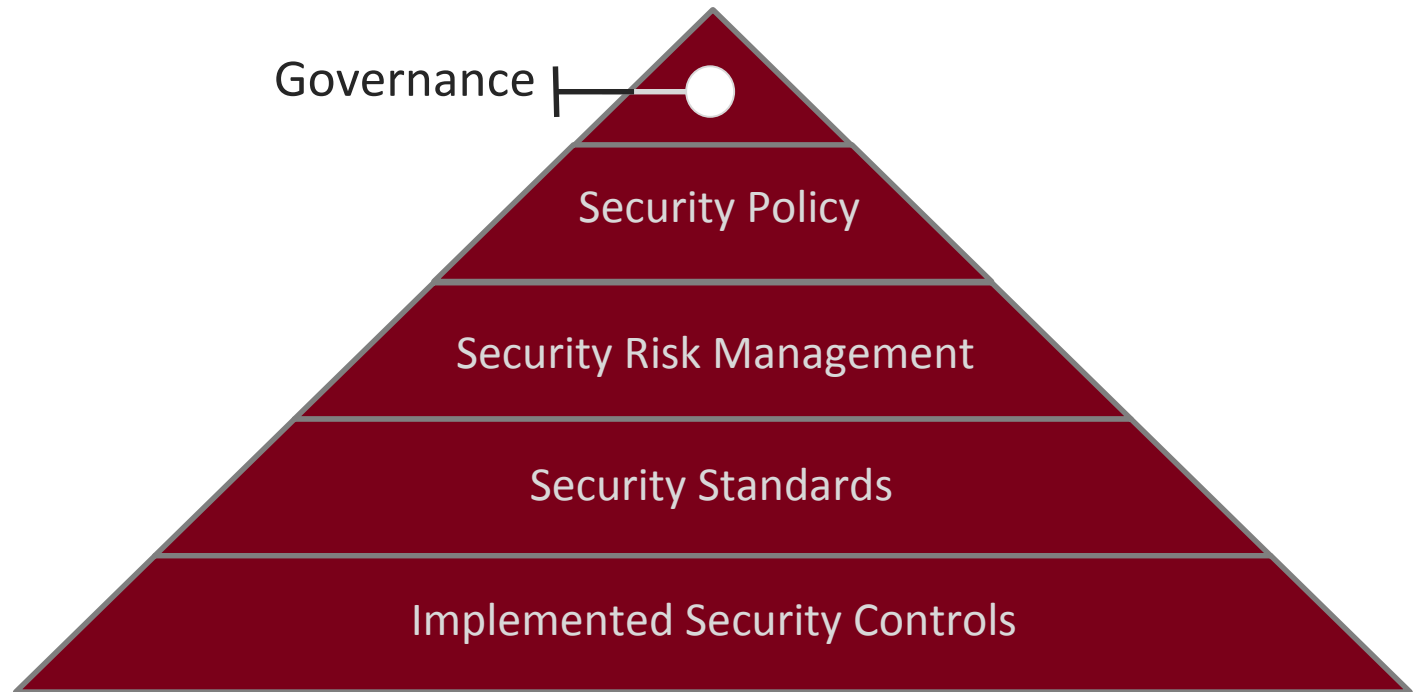 Governance
Security Policy
Security Risk Management
Security Standards
Implemented Security Controls